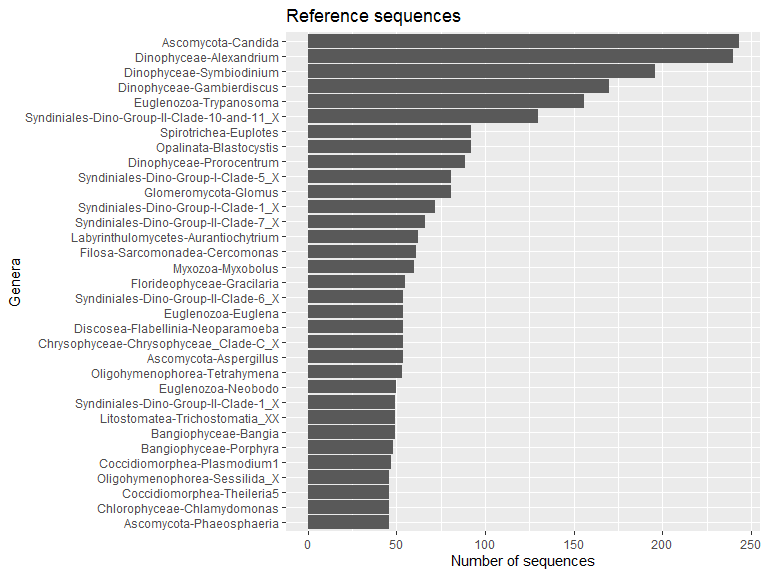 Reference sequences
Ascomycota-Candida
Dinophyceae-Alexandrium
Dinophyceae-Symbiodinium
Dinophyceae-Gambierdiscus
Euglenozoa-Trypanosoma
Syndiniales-Dino-Group-II-Clade-10-and-11_X
Spirotrichea-Euplotes
Opalinata-Blastocystis
Dinophyceae-Prorocentrum
Syndiniales-Dino-Group-I-Clade-5_X
Glomeromycota-Glomus
Syndiniales-Dino-Group-I-Clade-1_X
Syndiniales-Dino-Group-II-Clade-7_X
Labyrinthulomycetes-Aurantiochytrium
Filosa-Sarcomonadea-Cercomonas
Myxozoa-Myxobolus
Florideophyceae-Gracilaria
Syndiniales-Dino-Group-II-Clade-6_X
Euglenozoa-Euglena
Discosea-Flabellinia-Neoparamoeba
Chrysophyceae-Chrysophyceae_Clade-C_X
Ascomycota-Aspergillus
Oligohymenophorea-Tetrahymena
Euglenozoa-Neobodo
Syndiniales-Dino-Group-II-Clade-1_X
Litostomatea-Trichostomatia_XX
Bangiophyceae-Bangia
Bangiophyceae-Porphyra
Coccidiomorphea-Plasmodium1
Oligohymenophorea-Sessilida_X
Coccidiomorphea-Theileria5
Chlorophyceae-Chlamydomonas
Ascomycota-Phaeosphaeria
Genera
0 50 100 150 200 250
Number of sequences